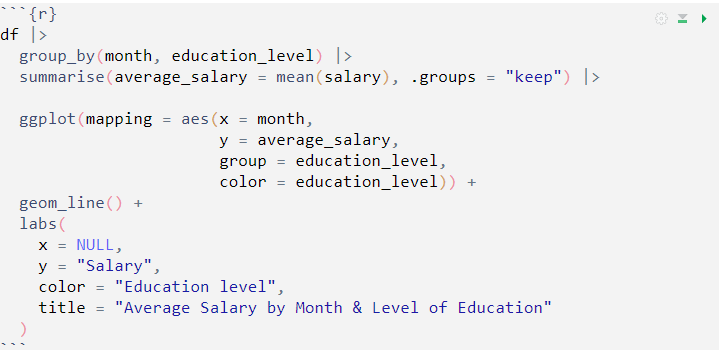 ```{r}
df |>
  group_by(month, education_level) |>
  summarise(average_salary = mean(salary), .groups = "keep") |>

  ggplot(mapping = aes(x = month,
                       y = average_salary,
                       group = education_level,
                       color = education_level)) +
  geom_line() +
  labs(
    x = NULL,
    y = "Salary",
    color = "Education level",
    title = "Average Salary by Month & Level of Education"
  )
```